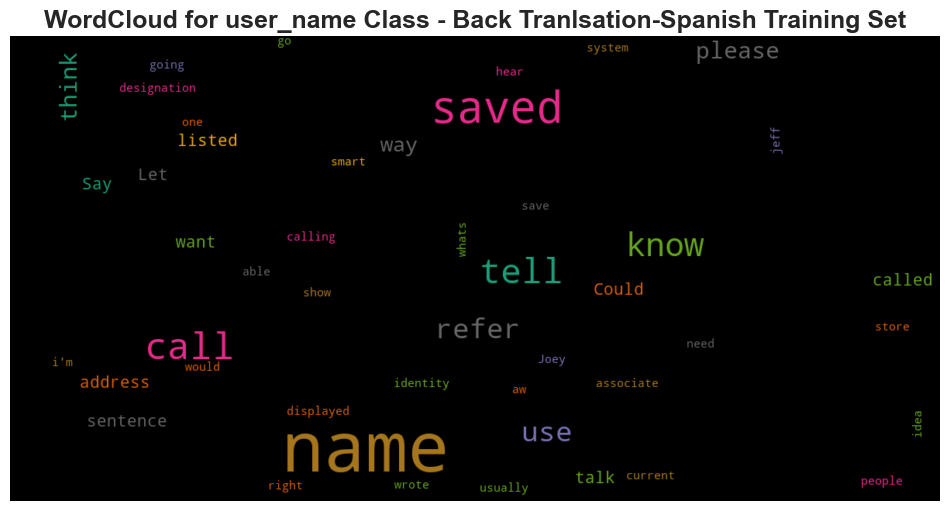 WordCloud for user_name Class - Back Tranlsation-Spanish Training Set
go
system
please
think
going
hear
designation
saved
one
listed
way
jeff
smart
Let
Say
save
want
calling
whats
know
able
tell
called
show
Could
refer
store
call
need
i'm
would
Joey
address
identity
aw
associate
displayed
sentence
idea
use
name
talk
current
right
wrote
usually
people